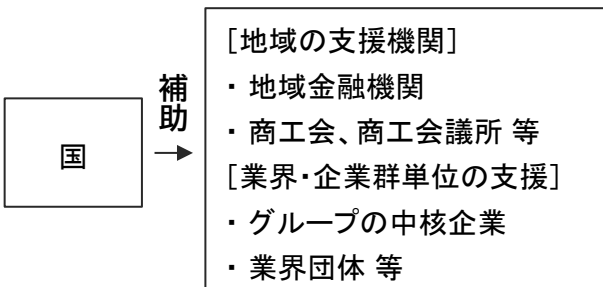 国
補助
［地域の支援機関］
・ 地域金融機関
・ 商工会、商工会議所 等
［業界・企業群単位の支援］
・ グループの中核企業
・ 業界団体 等